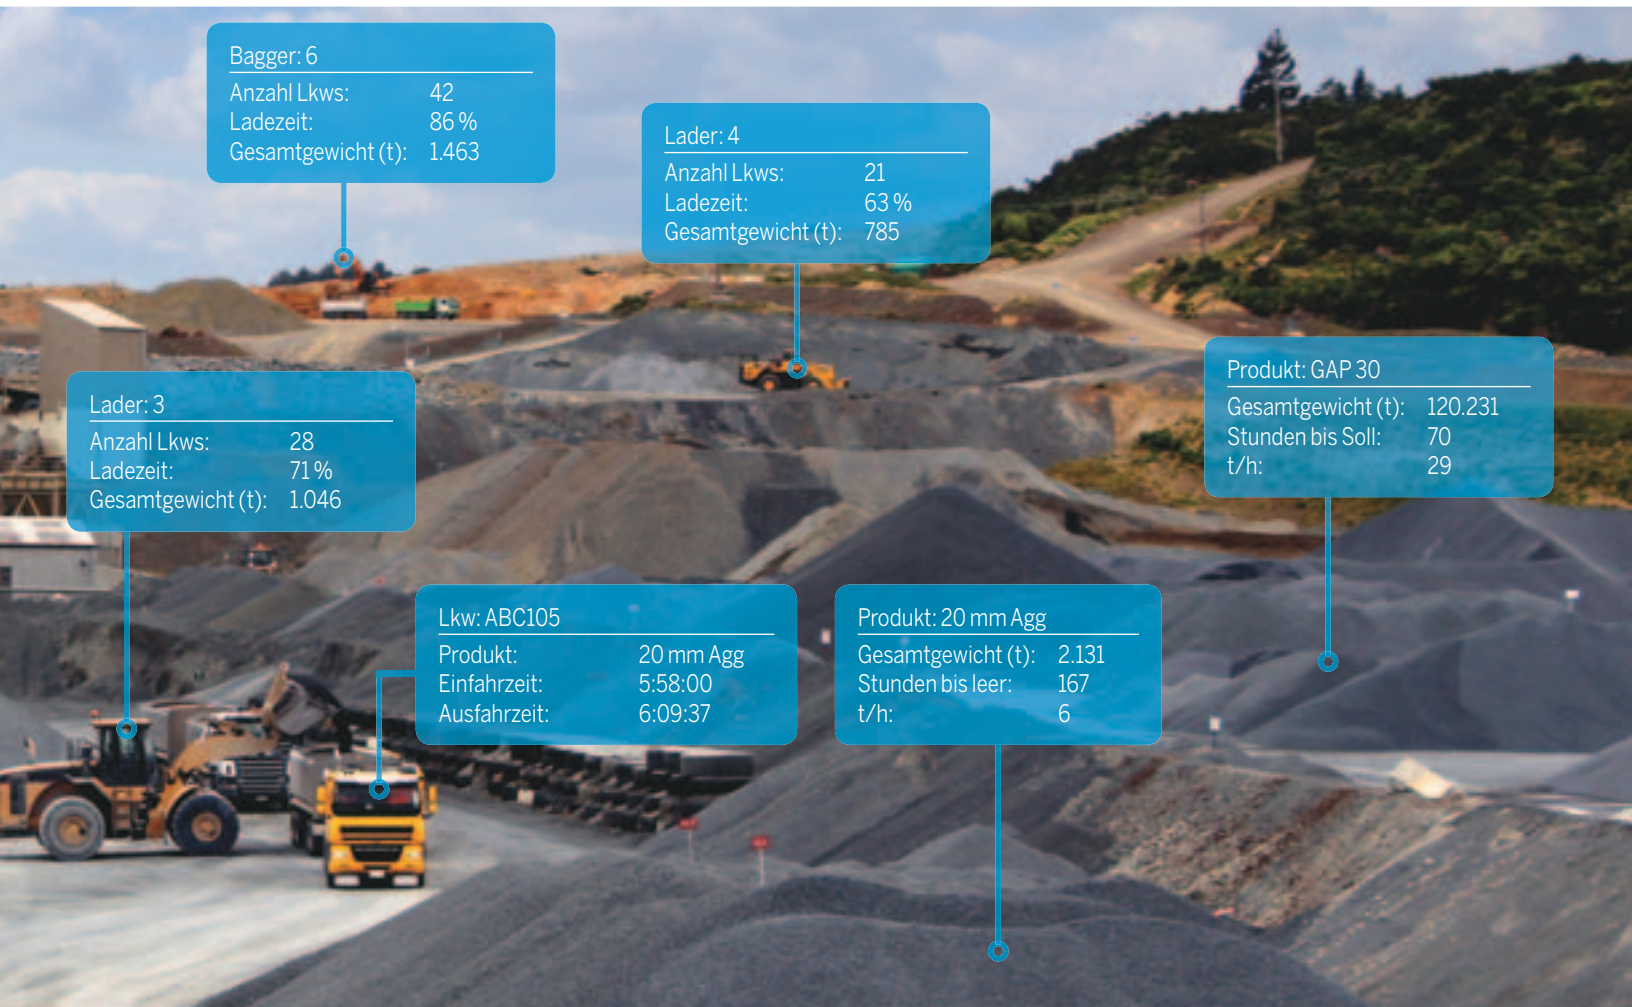 Bagger: 6
Anzahl Lkws: 42
Ladezeit: 86 %
Gesamtgewicht (t): 1.463
Lader: 4
Anzahl Lkws: 21
Ladezeit: 63 %
Gesamtgewicht (t): 785
Produkt: GAP 30
Gesamtgewicht (t): 120.231
Stunden bis Soll: 70
t/h: 29
Lader: 3
Anzahl Lkws: 28
Ladezeit: 71 %
Gesamtgewicht (t): 1.046
Lkw: ABC105
Produkt: 20 mm Agg
Einfahrzeit: 5:58:00
Ausfahrzeit: 6:09:37
Produkt: 20 mm Agg
Gesamtgewicht (t): 2.131
Stunden bis leer: 167
t/h: 6